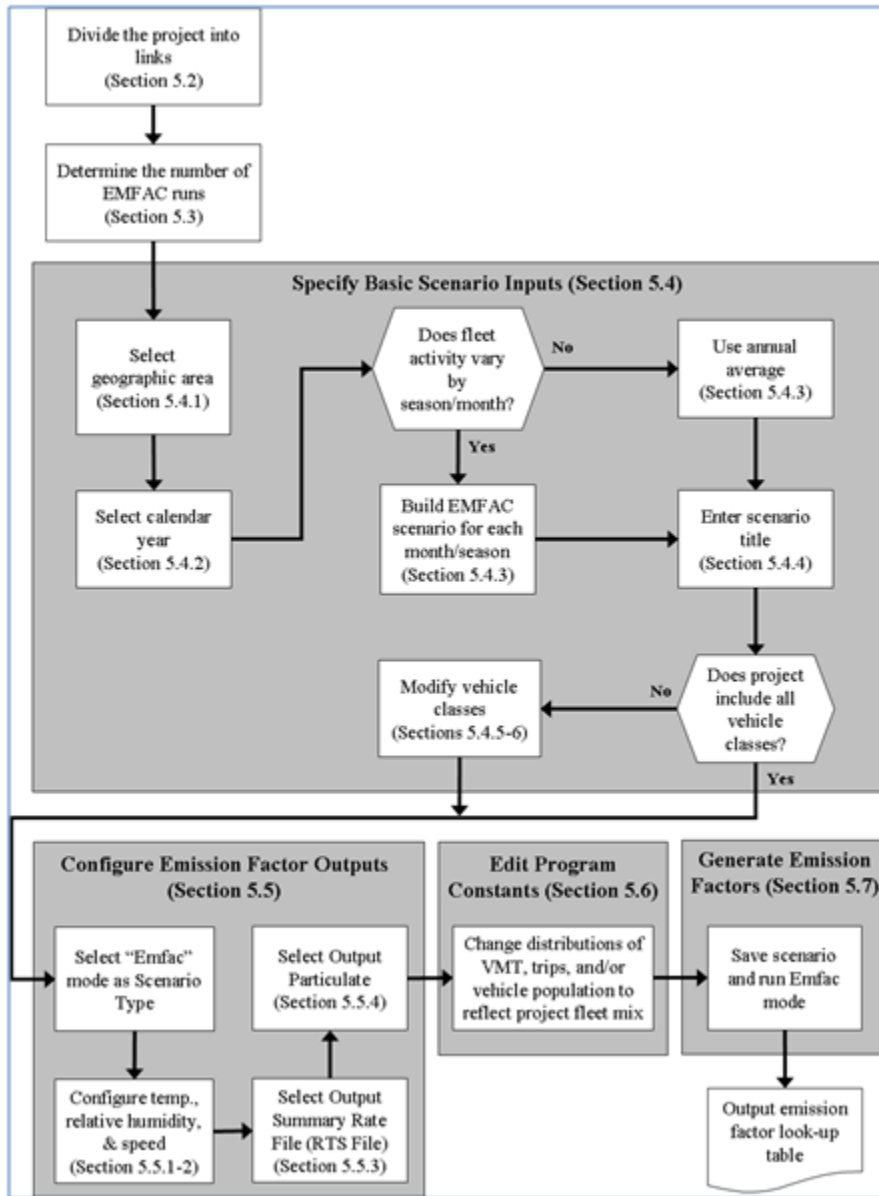 Divide the project into
links
(Section 5.2)
Determine the number of
EMFAC runs
(Section 5.3)
Specify Basic Scenario Inputs (Section 5.4)
Select
geographic area
(Section 5.4.1)
Does fleet
activity vary
by
season/month?
No
Use annual
average
(Section 5.4.3)
Yes
Select calendar
year
(Section 5.4.2)
Build EMFAC
scenario for each
month/season
(Section 5.4.3)
Enter scenario
title
(Section 5.4.4)
Modify vehicle
classes
(Sections 5.4.5-6)
No
Does project
include all
vehicle
classes?
Yes
Configure Emission Factor Outputs
(Section 5.5)
Select “Emfac”
mode as Scenario
Type
Select Output
Particulate
(Section 5.5.4)
Configure temp.,
relative humidity,
& speed
(Section 5.5.1-2)
Select Output
Summary Rate
File (RTS File)
(Section 5.5.3)
Edit Program
Constants (Section 5.6)
Change distributions of
VMT, trips, and/or
vehicle population to
reflect project fleet mix
Generate Emission
Factors (Section 5.7)
Save scenario
and run Emfac
mode
Output emission
factor look-up
table